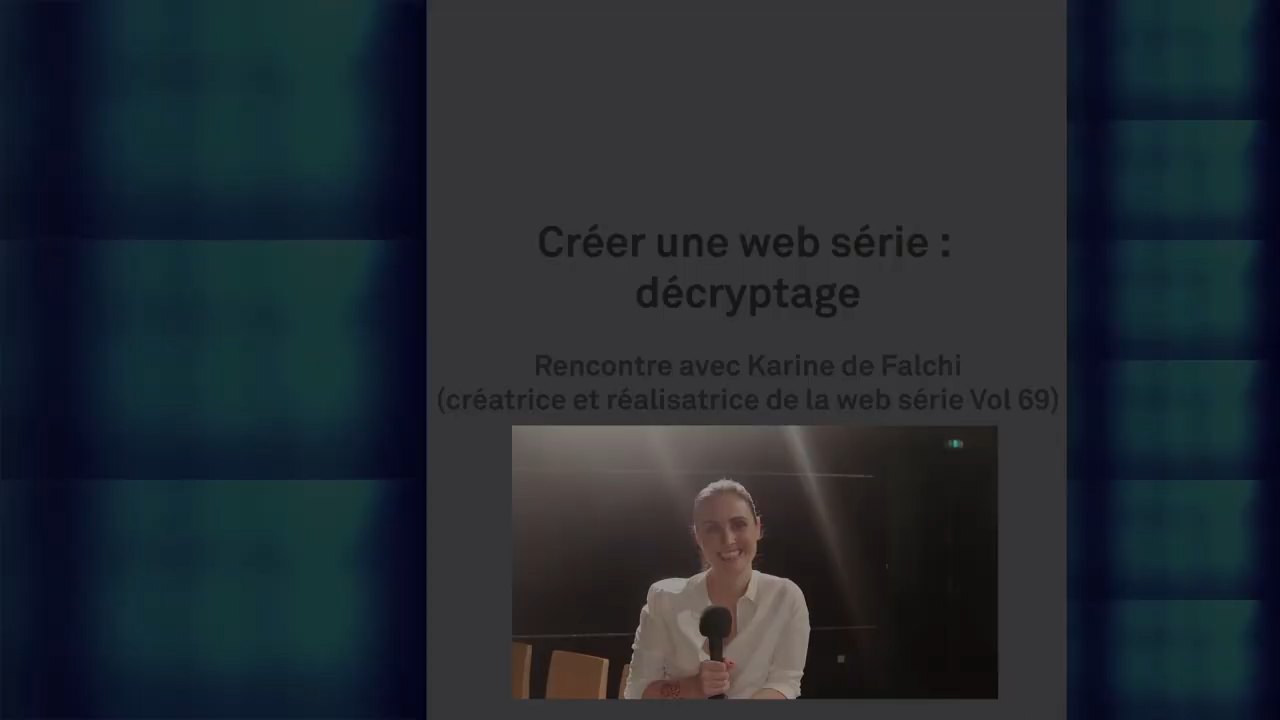 Créer une web série :
décryptage
Rencontre avec Karine de Falchi
(créatrice et réalisatrice de la web série Vol 69)